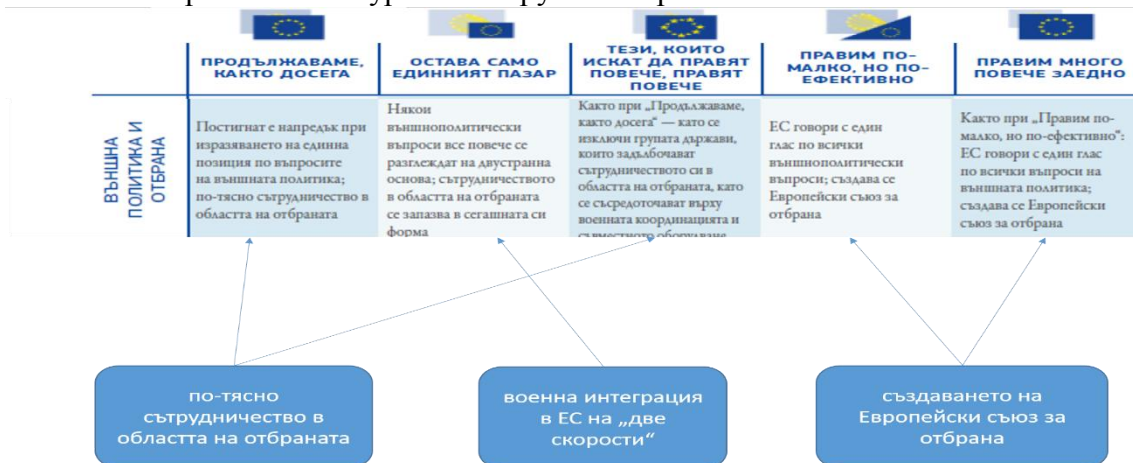 ПРОДЪЛЖАВАМЕ,
КАКТО ДОСЕГА
ОСТАВА САМО
ЕДИННИЯТ ПАЗАР
ТЕЗИ, КОИТО
ИСКАТ ДА ПРАВЯТ
ПОВЕЧЕ, ПРАВЯТ
ПОВЕЧЕ
ПРАВИМ ПО-
МАЛКО, НО ПО-
ЕФЕКТИВНО
ПРАВИМ МНОГО
ПОВЕЧЕ ЗАЕДНО
ВЪНШНА
ПОЛИТИКА И
ОТБРАНА
Постигнат е напредък при
изразяването на единна
позиция по въпросите
на външната политика;
по-тясно сътрудничество в
областта на отбраната
Някои
външнополитически
въпроси все повече се
разглеждат на двустранна
основа; сътрудничеството
в областта на отбраната
се запазва в сегашната си
форма
Както при „Продължаваме,
както досега“ — като се
изключи групата държави,
които задълбочават
сътрудничеството си в
областта на отбраната, като
се съсредоточават върху
военната координацията и
съвместното оборудване
ЕС говори с един
глас по всички
външнополитически
въпроси; създава се
Европейски съюз за
отбрана
Както при „Правим по-
малко, но по-ефективно“:
ЕС говори с един глас
по всички въпроси на
външната политика;
създава се Европейски
съюз за отбрана
по-тясно
сътрудничество в
областта на отбраната
военна интеграция
в ЕС на „две
скорости“
създаването на
Европейски съюз за
отбрана